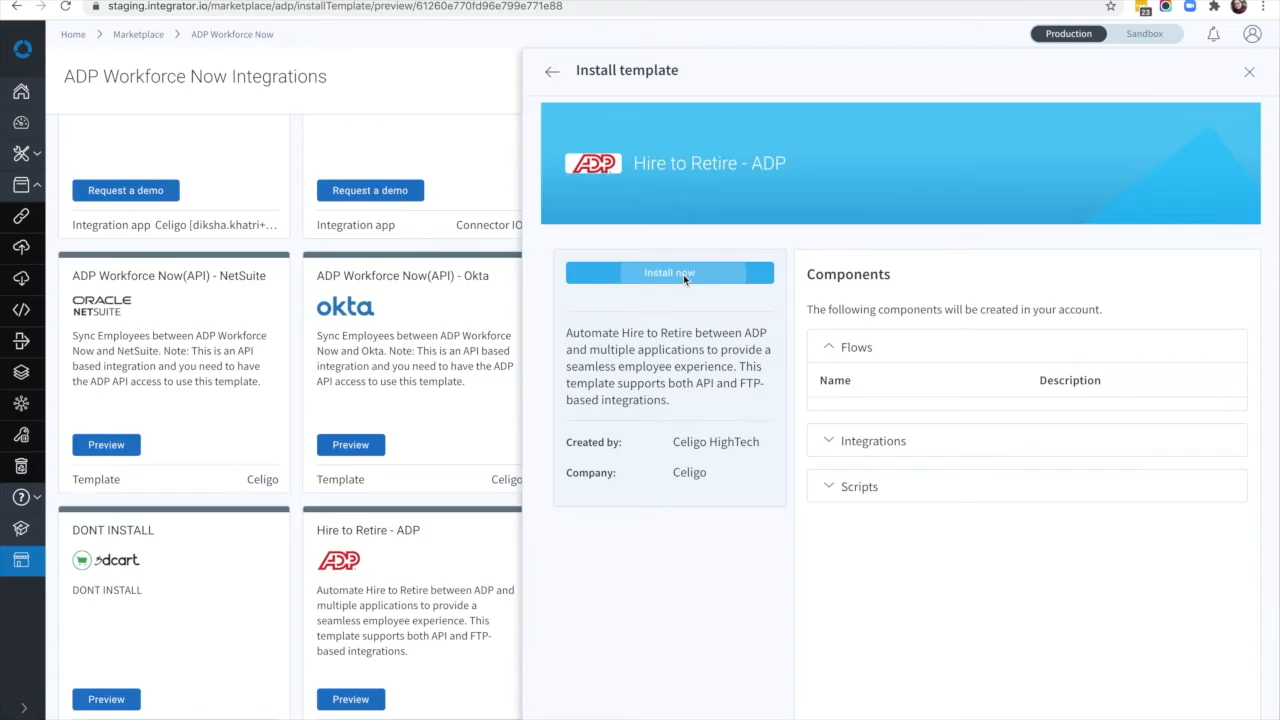 staging.integrator.io/marketplace/adp/installTemplate/preview/61260e770fd96e799e771e88
23
Home
Marketplace
ADP Workforce Now
Production
Sandbox
ADP Workforce Now Integrations
Request a demo
Integration app
Celigo [diksha.khatri+...
Request a demo
Integration app
Connector IO
ADP Workforce Now(API) - NetSuite
ORACLE
NETSUITE
Sync Employees between ADP Workforce
Now and NetSuite. Note: This is an API
based integration and you need to have
the ADP API access to use this template.
Preview
Template
Celigo
ADP Workforce Now(API) - Okta
okta
Sync Employees between ADP Workforce
Now and Okta. Note: This is an API based
integration and you need to have the ADP
API access to use this template.
Preview
Template
Celigo
DONT INSTALL
3dcart
DONT INSTALL
Preview
Hire to Retire - ADP
ADP
Automate Hire to Retire between ADP and
multiple applications to provide a
seamless employee experience. This
template supports both API and FTP-
based integrations.
Preview
Install template
ADP
Hire to Retire - ADP
Install now
Automate Hire to Retire between ADP
and multiple applications to provide a
seamless employee experience. This
template supports both API and FTP-
based integrations.
Created by:
Celigo HighTech
Company:
Celigo
Components
The following components will be created in your account.
Flows
Name
Description
Integrations
Scripts